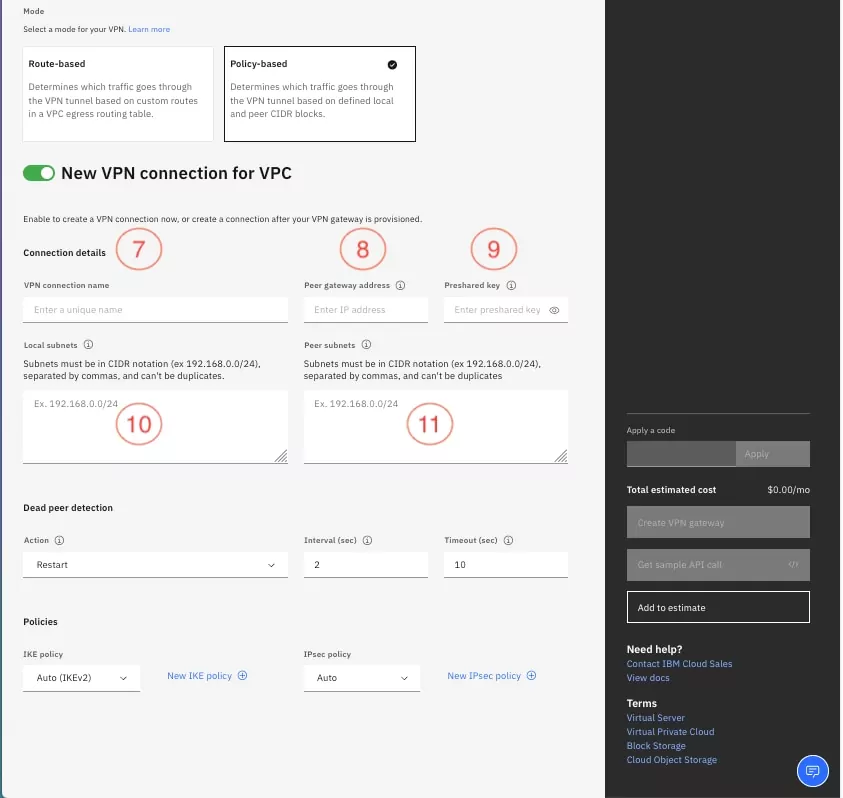 Mode
Select a mode for your VPN. Learn more
Route-based
Determines which traffic goes through
the VPN tunnel based on custom routes
in a VPC egress routing table.
Policy-based
Determines which traffic goes through
the VPN tunnel based on defined local
and peer CIDR blocks.
New VPN connection for VPC
Enable to create a VPN connection now, or create a connection after your VPN gateway is provisioned.
Connection details
7
8
9
VPN connection name
Enter a unique name
Peer gateway address
Enter IP address
Preshared key
Enter preshared key
Local subnets
Subnets must be in CIDR notation (ex 192.168.0.0/24),
separated by commas, and can't be duplicates.
Ex. 192.168.0.0/24
10
Peer subnets
Subnets must be in CIDR notation (ex 192.168.0.0/24),
separated by commas, and can't be duplicates
Ex. 192.168.0.0/24
11
Dead peer detection
Action
Restart
Interval (sec)
2
Timeout (sec)
10
Policies
IKE policy
Auto (IKEv2)
New IKE policy
IPsec policy
Auto
New IPsec policy
Apply a code
Apply
Total estimated cost $0.00/mo
Create VPN gateway
Get sample API call
Add to estimate
Need help?
Contact IBM Cloud Sales
View docs
Terms
Virtual Server
Virtual Private Cloud
Block Storage
Cloud Object Storage